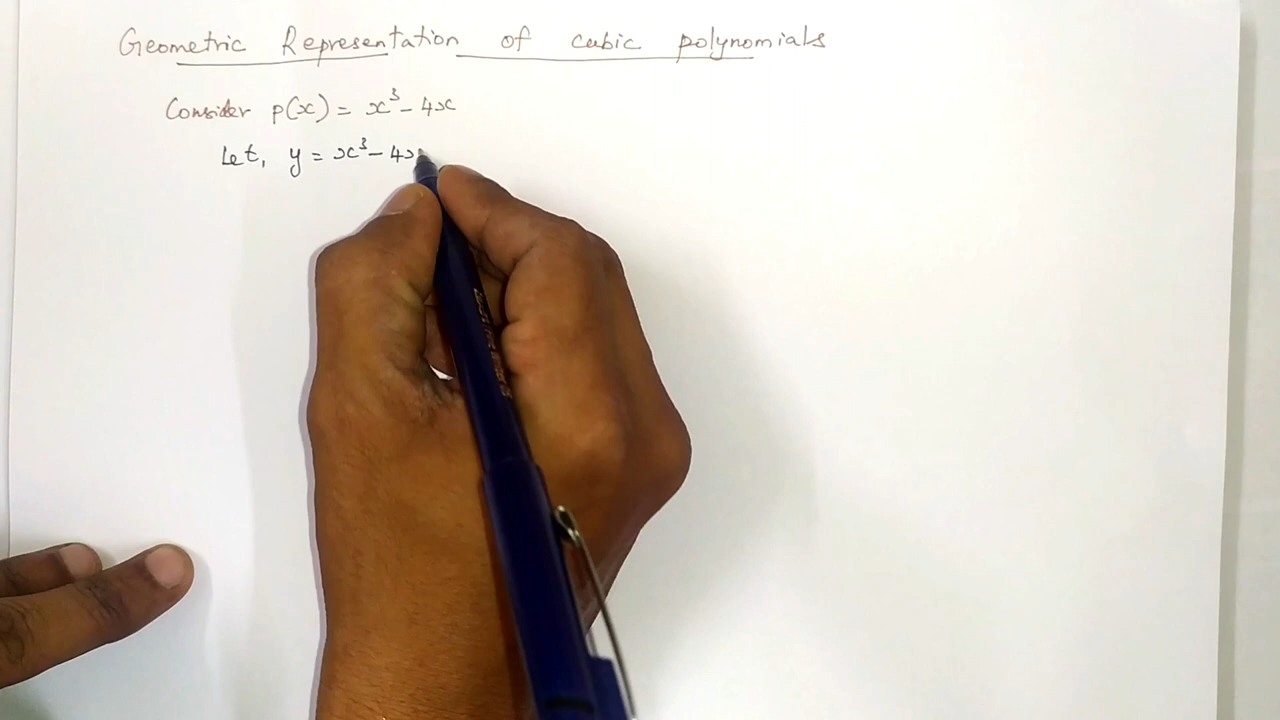 Geometric Representation of cubic polynomials
Consider p(x) = x³ - 4x
Let, y = x³ - 4x